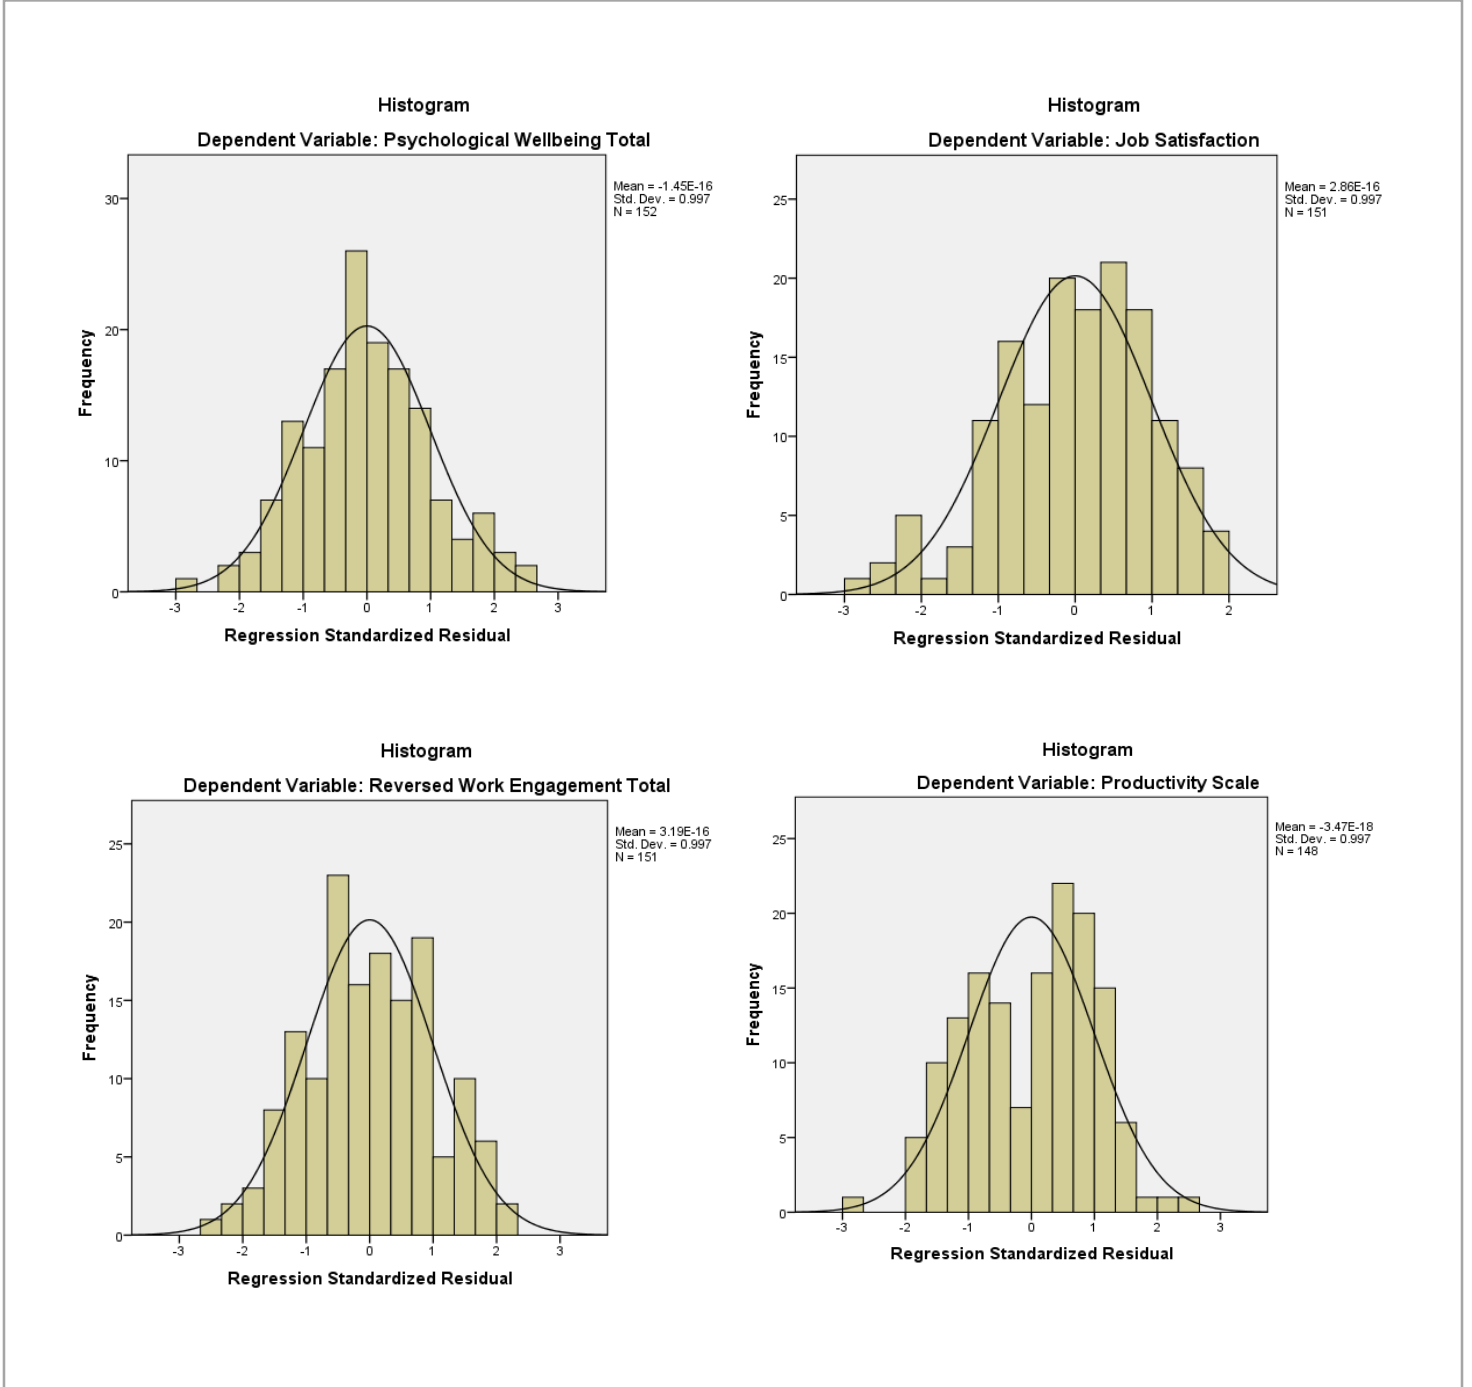 Histogram
Dependent Variable: Psychological Wellbeing Total
Mean = -1.45E-16
Std. Dev. = 0.997
N = 152
30
20
10
0
Frequency
-3 -2 -1 0 1 2 3
Regression Standardized Residual
Histogram
Dependent Variable: Job Satisfaction
Mean = 2.86E-16
Std. Dev. = 0.997
N = 151
25
20
15
10
5
0
Frequency
-3 -2 -1 0 1 2
Regression Standardized Residual
Histogram
Dependent Variable: Reversed Work Engagement Total
Mean = 3.19E-16
Std. Dev. = 0.997
N = 151
25
20
15
10
5
0
Frequency
-3 -2 -1 0 1 2 3
Regression Standardized Residual
Histogram
Dependent Variable: Productivity Scale
Mean = -3.47E-18
Std. Dev. = 0.997
N = 148
25
20
15
10
5
0
Frequency
-3 -2 -1 0 1 2 3
Regression Standardized Residual